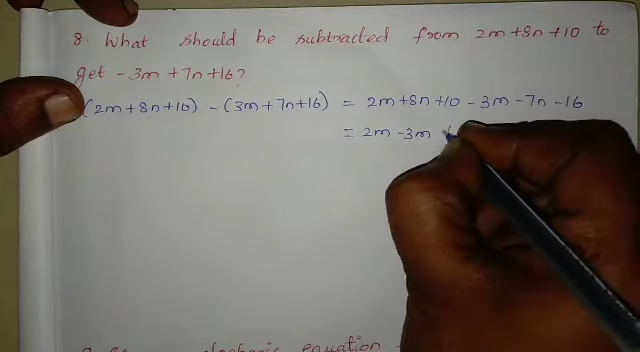 8. What should be subtracted from 2m+8n+10 to
get -3m+7n+16?
(2m+8n+10) -(3m+7n+16) = 2m+8n+10 -3m-7n-16
= 2m-3m
equation